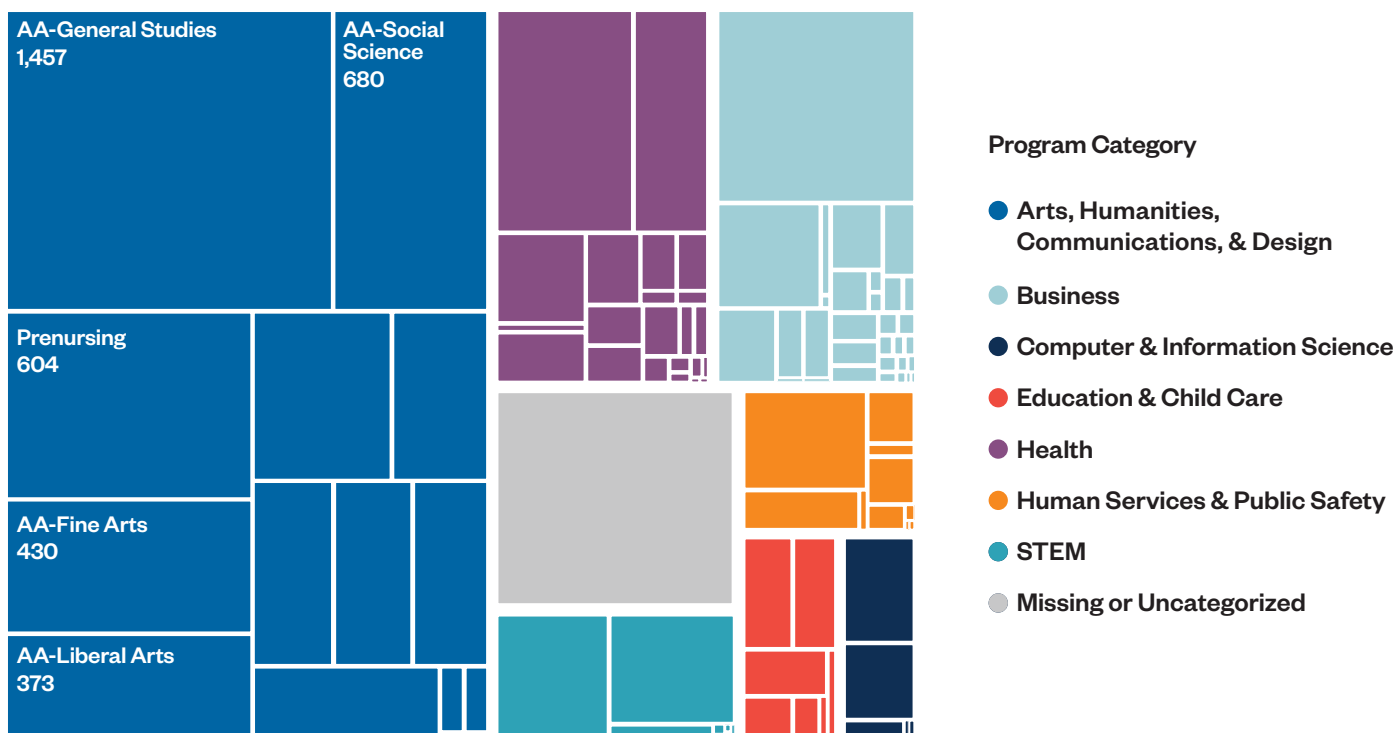 AA-General Studies
1,457
AA-Social
Science
680
Prenursing
604
AA-Fine Arts
430
AA-Liberal Arts
373
Program Category
Arts, Humanities,
Communications, & Design
Business
Computer & Information Science
Education & Child Care
Health
Human Services & Public Safety
STEM
Missing or Uncategorized